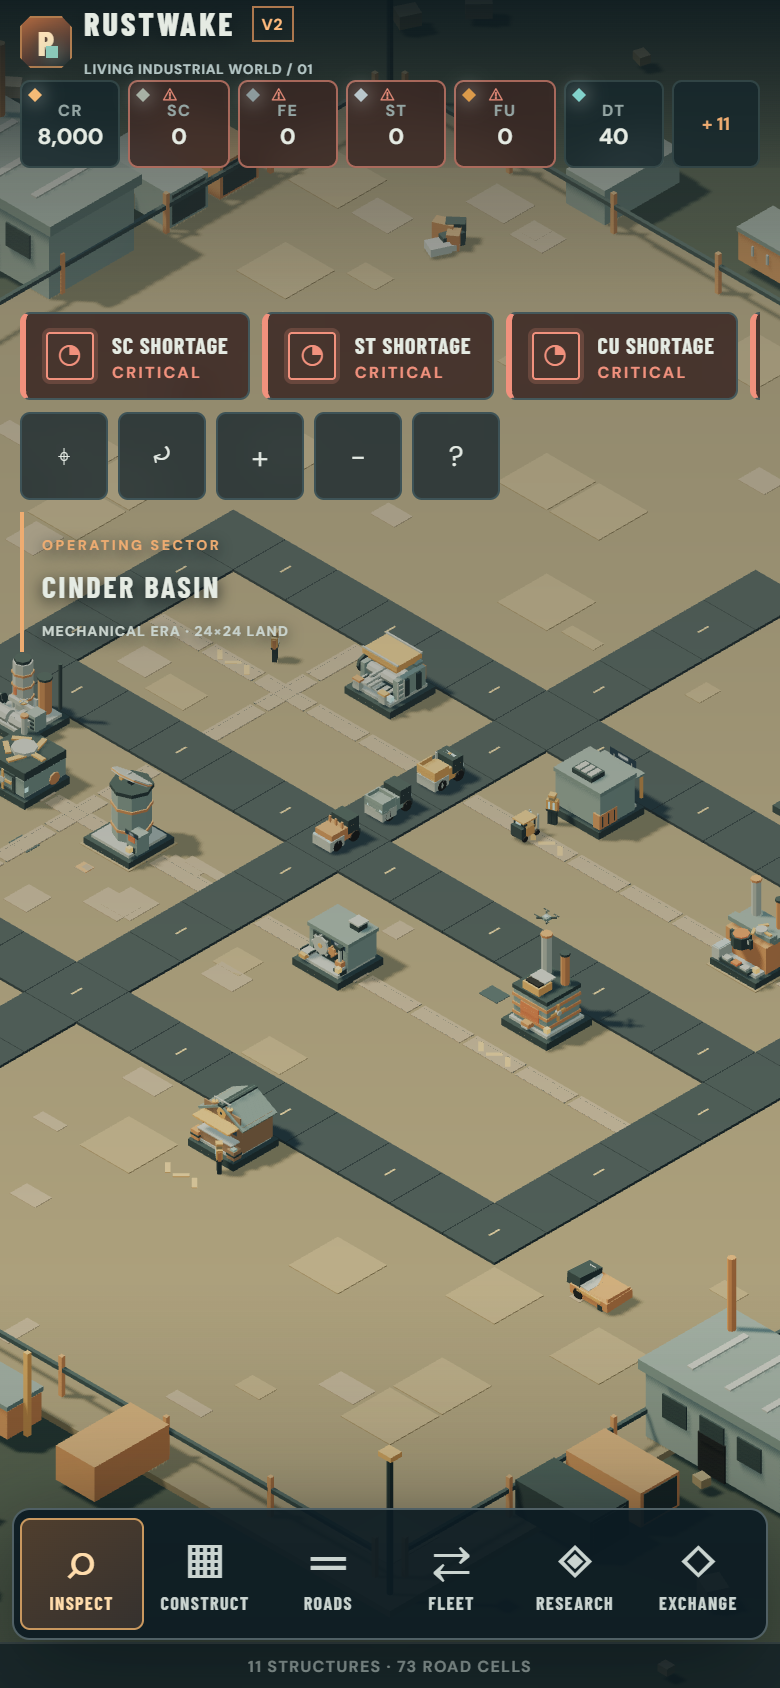 R
RUSTWAKE V2
LIVING INDUSTRIAL WORLD / 01
CR SC FE ST FU DT
8,000 0 0 0 0 40 + 11
SC SHORTAGE ST SHORTAGE CU SHORTAGE
CRITICAL CRITICAL CRITICAL
+ − ?
OPERATING SECTOR
CINDER BASIN
MECHANICAL ERA · 24×24 LAND
INSPECT CONSTRUCT ROADS FLEET RESEARCH EXCHANGE
11 STRUCTURES · 73 ROAD CELLS